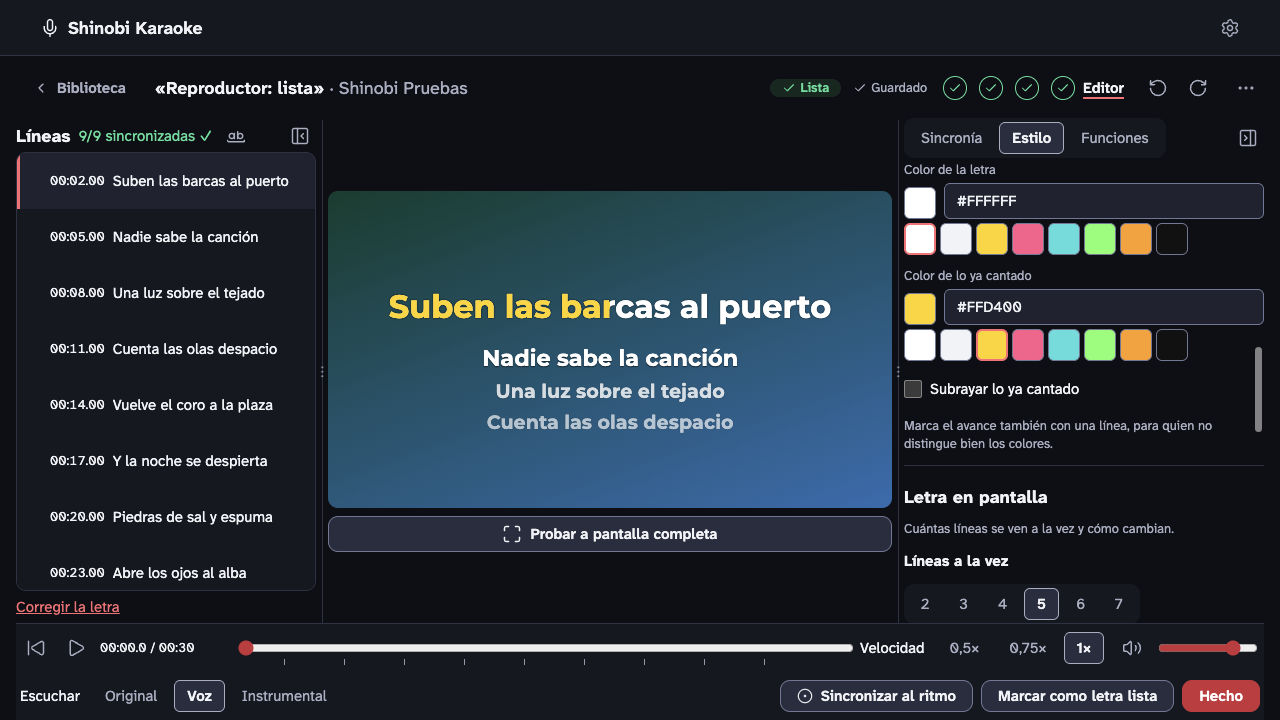 Shinobi Karaoke
Biblioteca
«Reproductor: lista» · Shinobi Pruebas
Lista
Guardado
Editor
Líneas 9/9 sincronizadas
ab
00:02.00 Suben las barcas al puerto
00:05.00 Nadie sabe la canción
00:08.00 Una luz sobre el tejado
00:11.00 Cuenta las olas despacio
00:14.00 Vuelve el coro a la plaza
00:17.00 Y la noche se despierta
00:20.00 Piedras de sal y espuma
00:23.00 Abre los ojos al alba
Corregir la letra
Suben las barcas al puerto
Nadie sabe la canción
Una luz sobre el tejado
Cuenta las olas despacio
Probar a pantalla completa
Sincronía Estilo Funciones
Color de la letra
#FFFFFF
Color de lo ya cantado
#FFD400
Subrayar lo ya cantado
Marca el avance también con una línea, para quien no
distingue bien los colores.
Letra en pantalla
Cuántas líneas se ven a la vez y cómo cambian.
Líneas a la vez
2 3 4 5 6 7
00:00.0 / 00:30
Velocidad 0,5× 0,75× 1×
Escuchar Original Voz Instrumental
Sincronizar al ritmo
Marcar como letra lista
Hecho